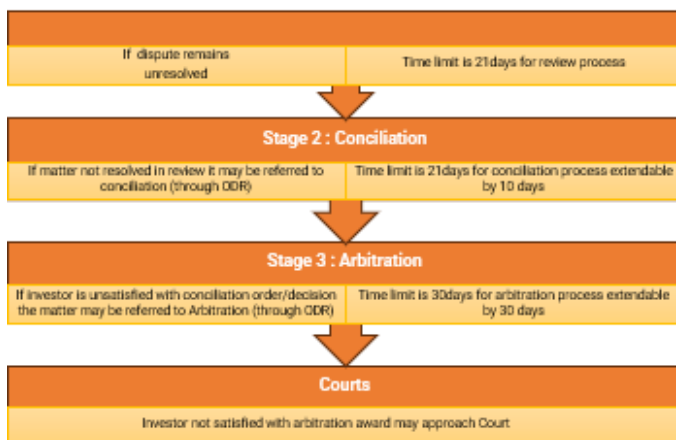 If dispute remains
unresolved
Time limit is 21days for review process
Stage 2 : Conciliation
If matter not resolved in review it may be referred to
conciliation (through ODR)
Time limit is 21days for conciliation process extendable
by 10 days
Stage 3 : Arbitration
If investor is unsatisfied with conciliation order/decision
the matter may be referred to Arbitration (through ODR)
Time limit is 30days for arbitration process extendable
by 30 days
Courts
Investor not satisfied with arbitration award may approach Court